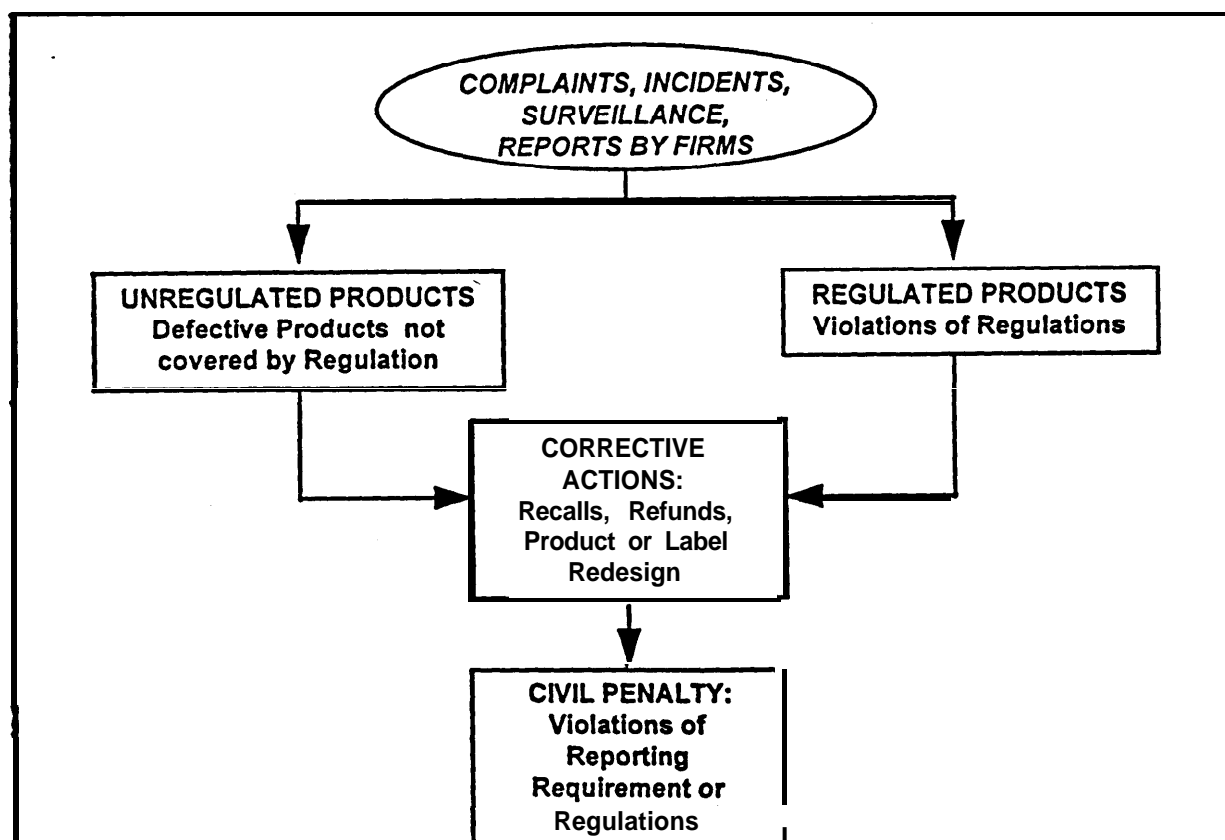 COMPLAINTS, INCIDENTS,
SURVEILLANCE,
REPORTS BY FIRMS
UNREGULATED PRODUCTS
Defective Products not
covered by Regulation
REGULATED PRODUCTS
Violations of Regulations
CORRECTIVE
ACTIONS:
Recalls, Refunds,
Product or Label
Redesign
CIVIL PENALTY:
Violations of
Reporting
Requirement or
Regulations